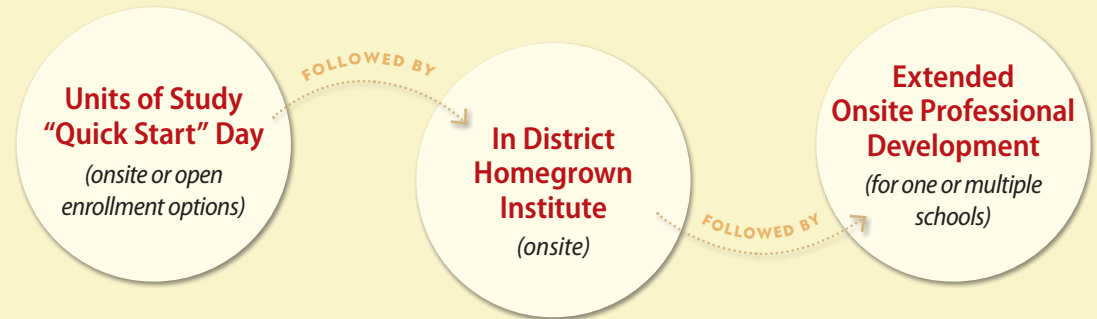 Units of Study
“Quick Start” Day
(onsite or open
enrollment options)
FOLLOWED BY
In District
Homegrown
Institute
(onsite)
FOLLOWED BY
Extended
Onsite Professional
Development
(for one or multiple
schools)